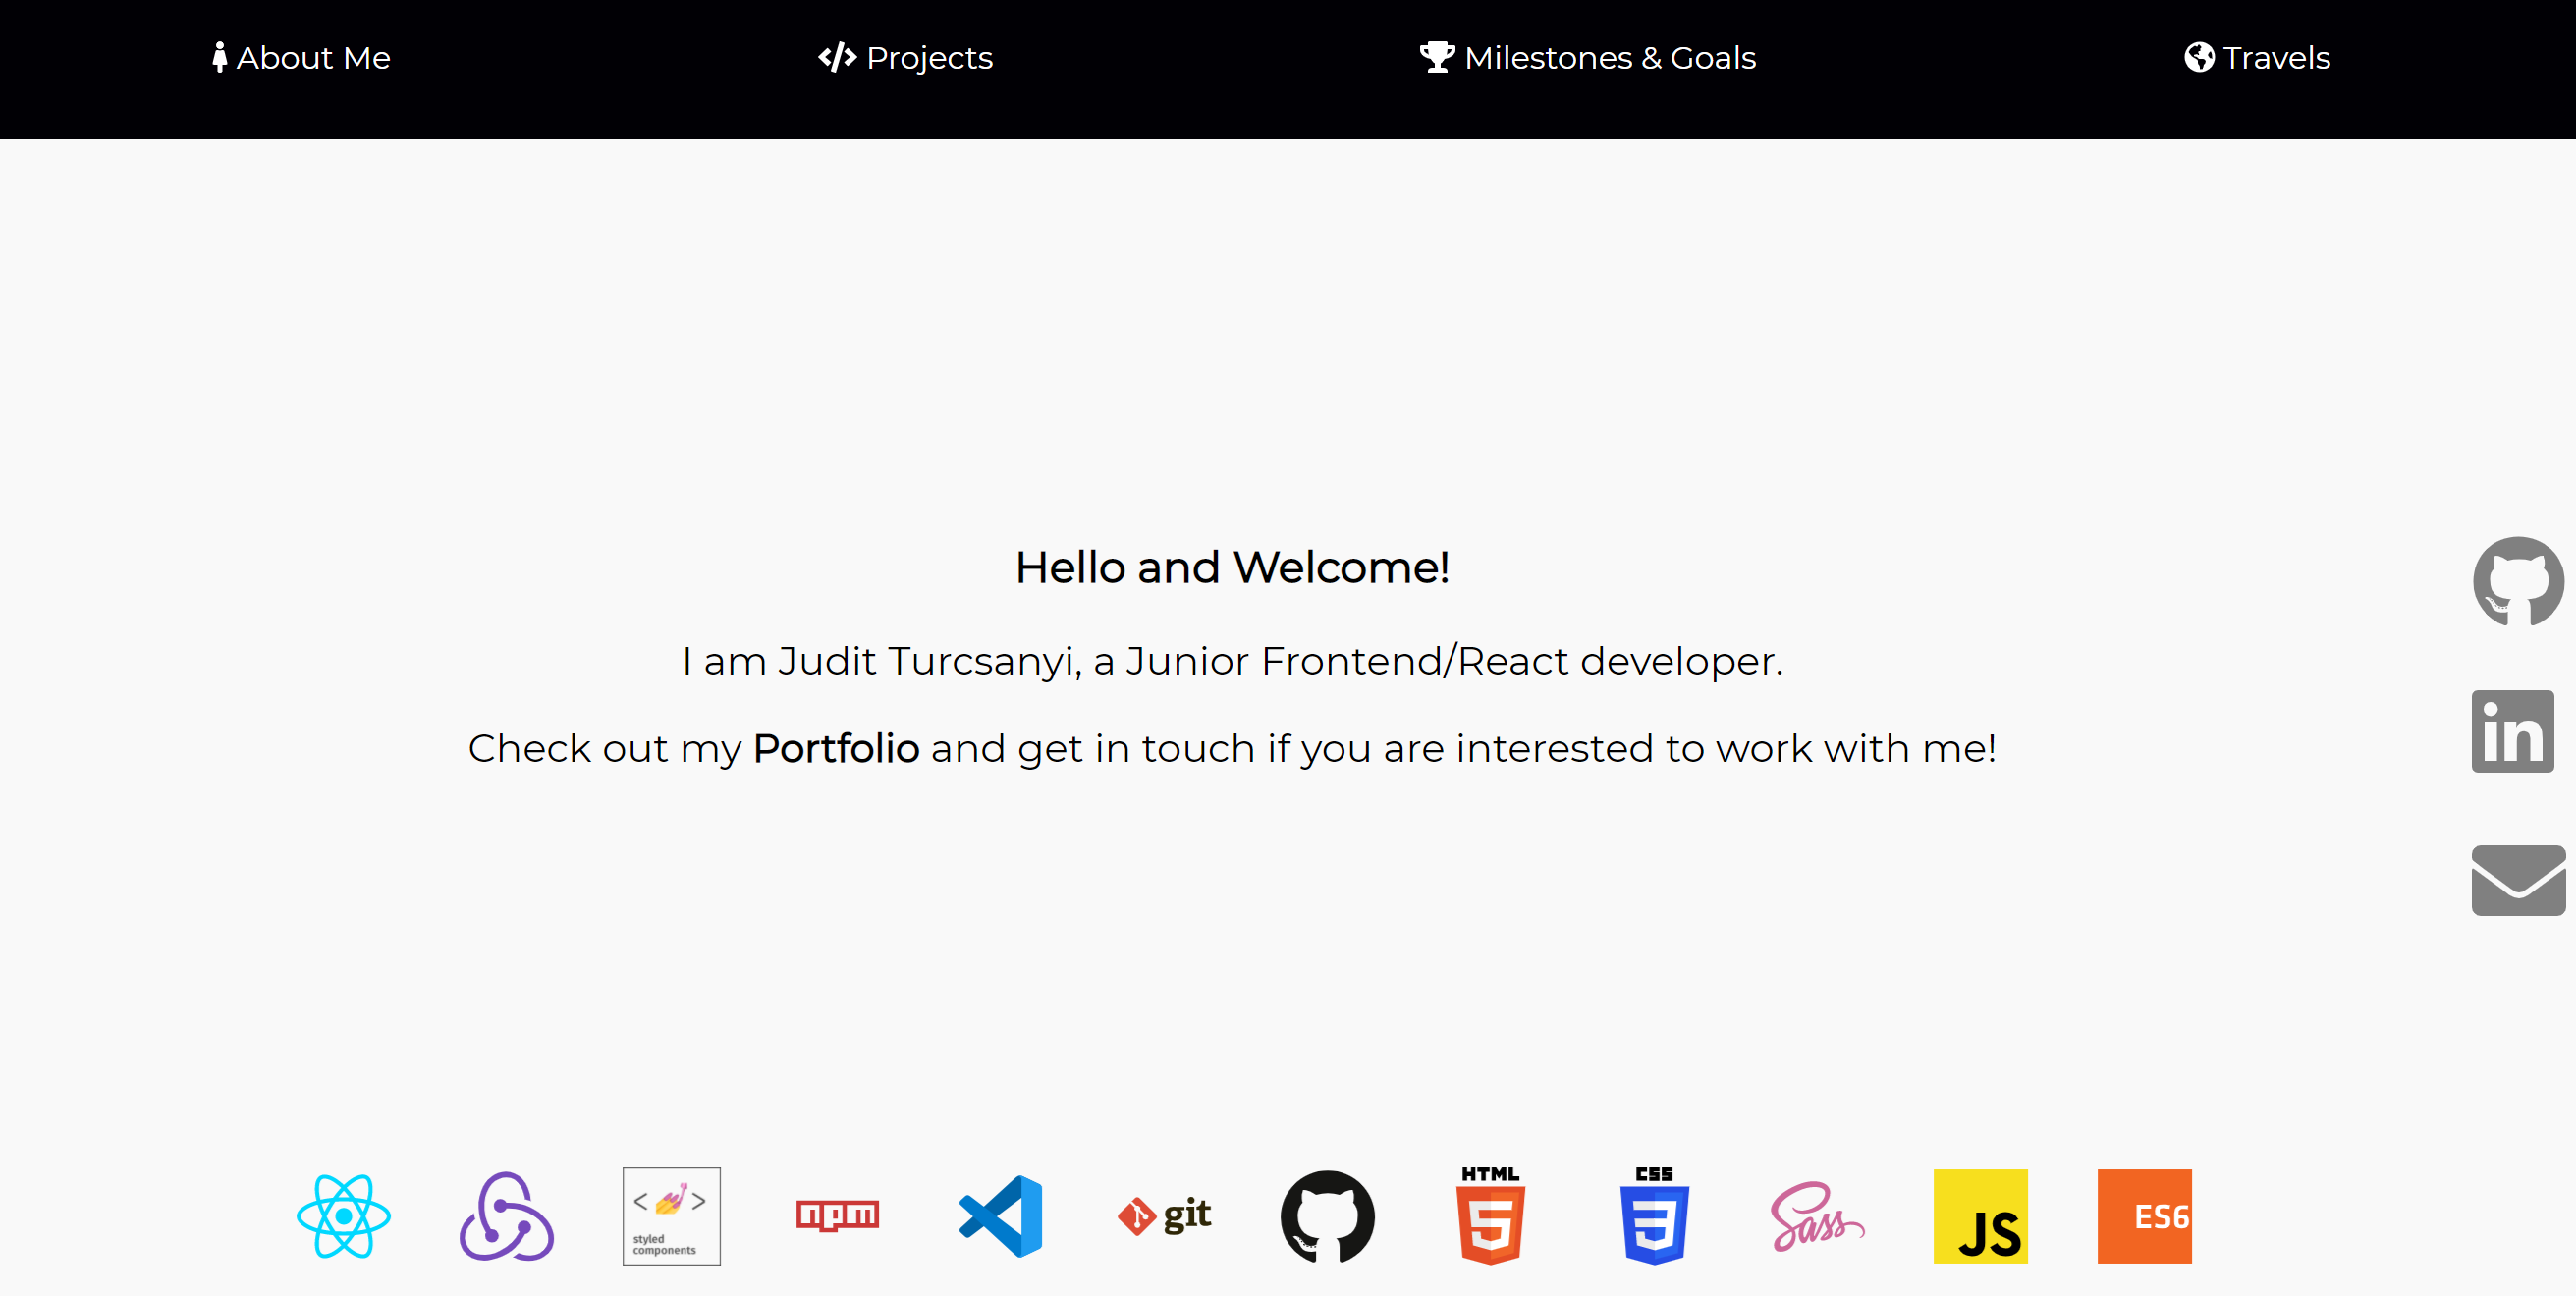 About Me
Projects
Milestones & Goals
Travels
Hello and Welcome!
I am Judit Turcsanyi, a Junior Frontend/React developer.
Check out my Portfolio and get in touch if you are interested to work with me!
in
< >
styled
components
npm
git
HTML
5
CSS
3
Sass
JS
ES6